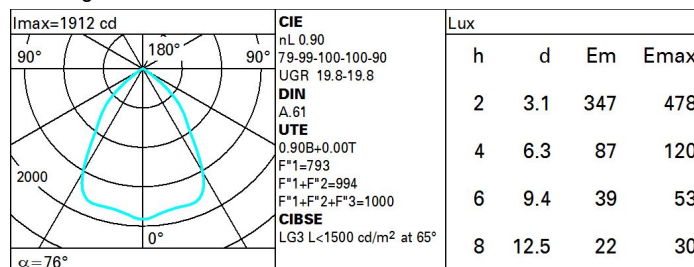 Imax=1912 cd
90°
180°
90°
2000
0°
α=76°
CIE
nL 0.90
79-99-100-100-90
UGR 19.8-19.8
DIN
A.61
UTE
0.90B+0.00T
F"1=793
F"1+F"2=994
F"1+F"2+F"3=1000
CIBSE
LG3 L<1500 cd/m² at 65°
Lux
h d Em Emax
2 3.1 347 478
4 6.3 87 120
6 9.4 39 53
8 12.5 22 30